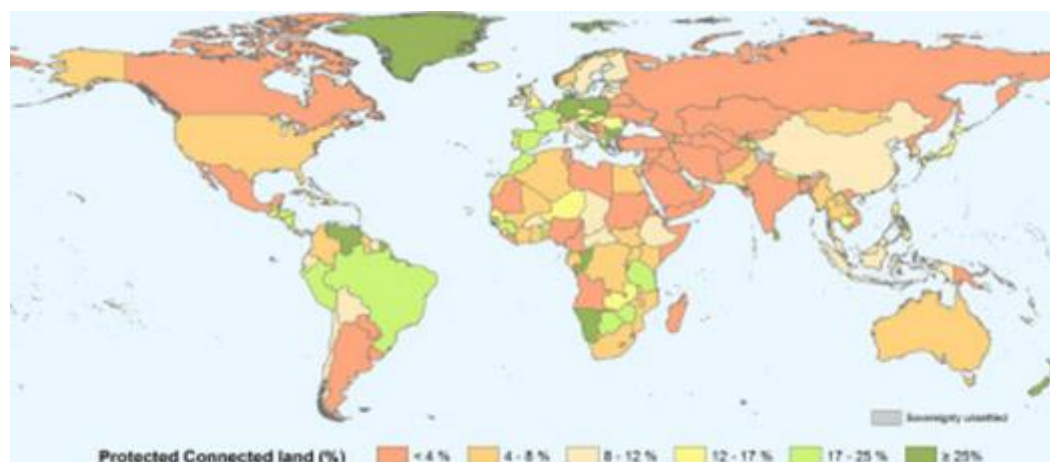 Sovereignty unsettled
Protected Connected land (%) < 4 % 4 - 8 % 8 - 12 % 12 - 17 % 17 - 25 % ≥ 25%